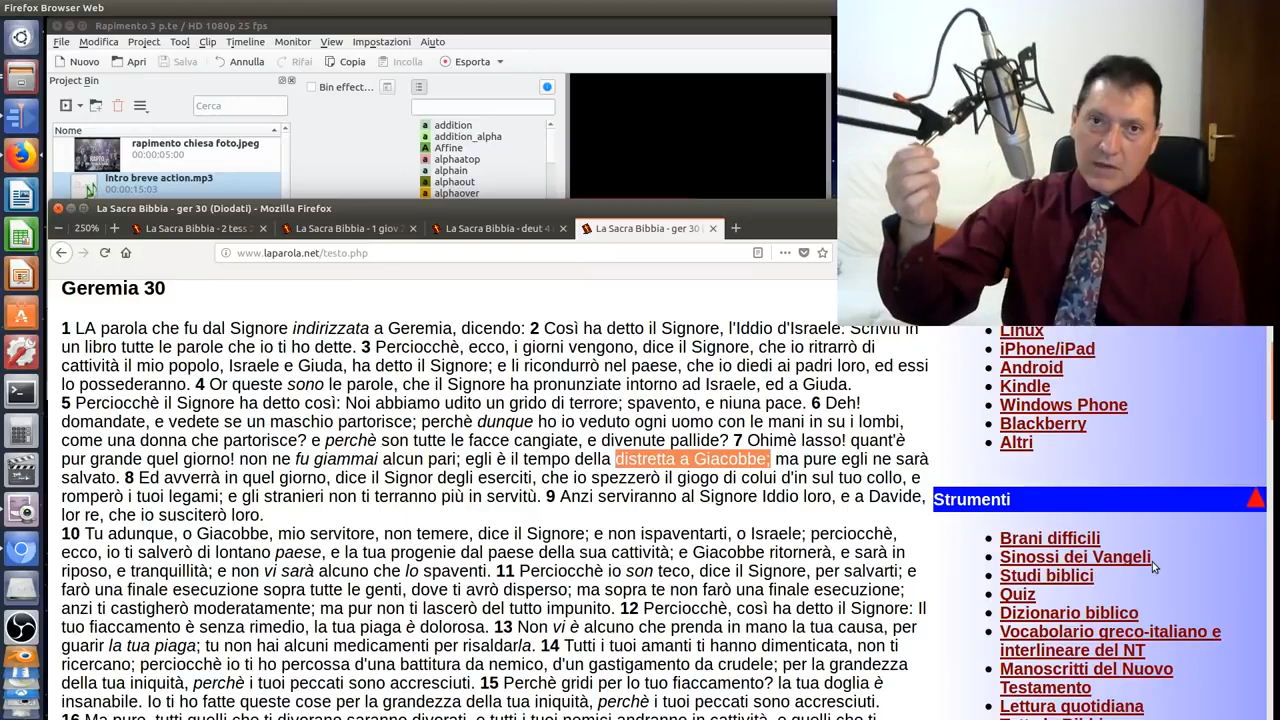 Firefox Browser Web
Rapimento 3 p.te / HD 1080p 25 fps
File Modifica Project Tool Clip Timeline Monitor View Impostazioni Aiuto
Nuovo Apri Salva Annulla Rifai Copia Incolla Esporta
Project Bin
Bin effect...
Cerca
Nome
rapimento chiesa foto.jpeg
00:00:05:00
intro breve action.mp3
00:00:15:03
addition
addition_alpha
Affine
alphaatop
alphain
alphaout
alphaover
La Sacra Bibbia - ger 30 (Diodati) - Mozilla Firefox
250%
La Sacra Bibbia - 2 tess
La Sacra Bibbia - 1 giov
La Sacra Bibbia - deut 4
La Sacra Bibbia - ger 30
www.laparola.net/testo.php
Geremia 30
1 LA parola che fu dal Signore indirizzata a Geremia, dicendo: 2 Così ha detto il Signore, l'Iddio d'Israele: Scriviti in
un libro tutte le parole che io ti ho dette. 3 Perciocchè, ecco, i giorni vengono, dice il Signore, che io ritrarrò di
cattività il mio popolo, Israele e Giuda, ha detto il Signore; e li ricondurrò nel paese, che io diedi ai padri loro, ed essi
lo possederanno. 4 Or queste sono le parole, che il Signore ha pronunziate intorno ad Israele, ed a Giuda.
5 Perciocchè il Signore ha detto così: Noi abbiamo udito un grido di terrore; spavento, e niuna pace. 6 Deh!
domandate, e vedete se un maschio partorisce; perchè dunque ho io veduto ogni uomo con le mani in su i lombi,
come una donna che partorisce? e perchè son tutte le facce cangiate, e divenute pallide? 7 Ohimè lasso! quant'è
pur grande quel giorno! non ne fu giammai alcun pari; egli è il tempo della distretta a Giacobbe; ma pure egli ne sarà
salvato. 8 Ed avverrà in quel giorno, dice il Signor degli eserciti, che io spezzerò il giogo di colui d'in sul tuo collo, e
romperò i tuoi legami; e gli stranieri non ti terranno più in servitù. 9 Anzi serviranno al Signore Iddio loro, e a Davide,
lor re, che io susciterò loro.
10 Tu adunque, o Giacobbe, mio servitore, non temere, dice il Signore; e non ispaventarti, o Israele; perciocchè,
ecco, io ti salverò di lontano paese, e la tua progenie dal paese della sua cattività; e Giacobbe ritornerà, e sarà in
riposo, e tranquillità; e non vi sarà alcuno che lo spaventi. 11 Perciocchè io son teco, dice il Signore, per salvarti; e
farò una finale esecuzione sopra tutte le genti, dove ti avrò disperso; ma sopra te non farò una finale esecuzione;
anzi ti castigherò moderatamente; ma pur non ti lascerò del tutto impunito. 12 Perciocchè, così ha detto il Signore: Il
tuo fiaccamento è senza rimedio, la tua piaga è dolorosa. 13 Non vi è alcuno che prenda in mano la tua causa, per
guarir la tua piaga; tu non hai alcuni medicamenti per risaldarla. 14 Tutti i tuoi amanti ti hanno dimenticata, non ti
ricercano; perciocchè io ti ho percossa d'una battitura da nemico, d'un gastigamento da crudele; per la grandezza
della tua iniquità, perchè i tuoi peccati si sono accresciuti. 15 Perchè gridi per lo tuo fiaccamento? la tua doglia è
insanabile. Io ti ho fatte queste cose per la grandezza della tua iniquità, perchè i tuoi peccati si sono accresciuti.
16 Ma pure, tutti quelli che ti divorano saranno divorati, e tutti i tuoi nemici andranno in cattività, e quelli che ti
Linux
iPhone/iPad
Android
Kindle
Windows Phone
Blackberry
Altri
Strumenti
Brani difficili
Sinossi dei Vangeli
Studi biblici
Quiz
Dizionario biblico
Vocabolario greco-italiano e
interlineare del NT
Manoscritti del Nuovo
Testamento
Lettura quotidiana